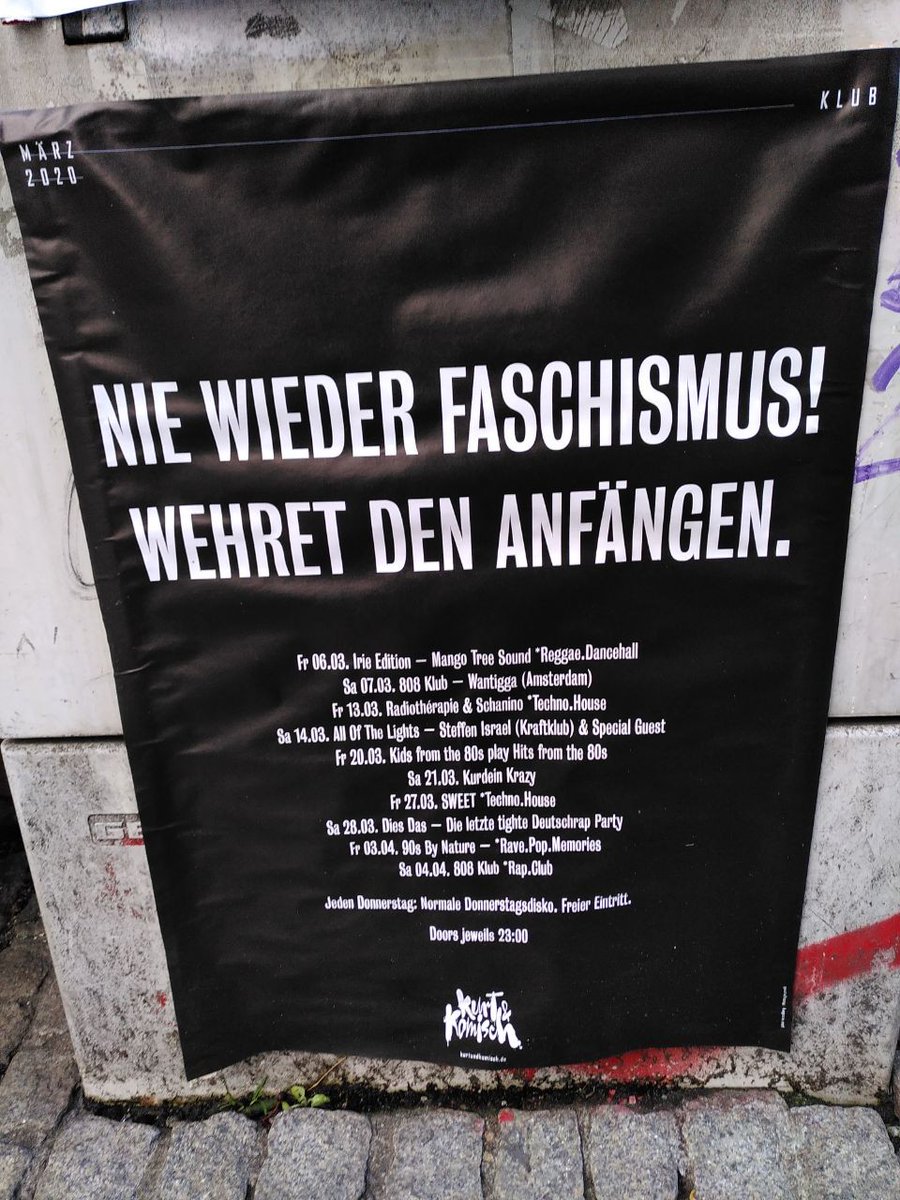 MÄRZ
2020
KLUB
NIE WIEDER FASCHISMUS!
WEHRET DEN ANFÄNGEN.
Fr 06.03. Irie Edition – Mango Tree Sound *Reggae.Dancehall
Sa 07.03. 808 Klub – Wantigga (Amsterdam)
Fr 13.03. Radiothérapie & Schanino *Techno.House
Sa 14.03. All Of The Lights – Steffen Israel (Kraftklub) & Special Guest
Fr 20.03. Kids from the 80s play Hits from the 80s
Sa 21.03. Kurdein Krazy
Fr 27.03. SWEET *Techno.House
Sa 28.03. Dies Das – Die letzte tighte Deutschrap Party
Fr 03.04. 90s By Nature – *Rave.Pop.Memories
Sa 04.04. 808 Klub *Rap.Club
Jeden Donnerstag: Normale Donnerstagsdisko. Freier Eintritt.
Doors jeweils 23:00
kurt &
komisch.
kurtundkomisch.de